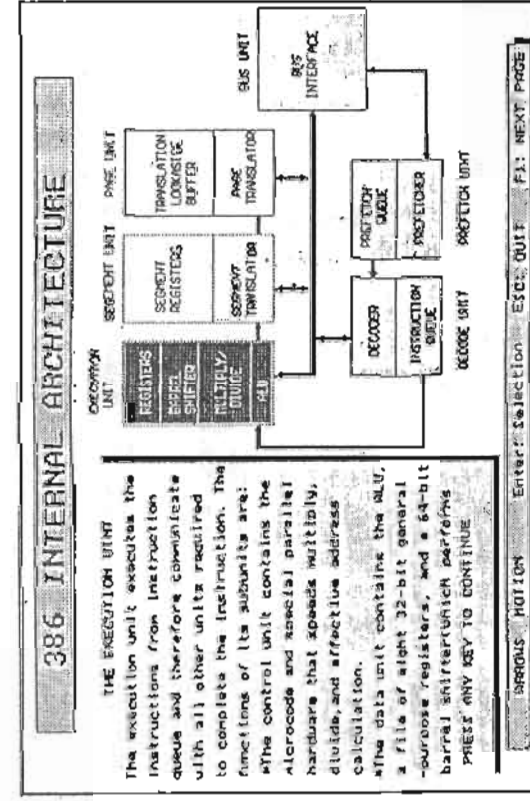 386 INTERNAL ARCHITECTURE
THE EXECUTION UNIT
The execution unit executes the
instructions from instruction
queue and therefore communicate
with all other units required
to complete the instruction. The
functions of its subunits are:
*The control unit contains the
microcode and special parallel
hardware that speeds multiply,
divide, and effective address
calculation.
*The data unit contains the ALU,
a file of eight 32-bit general
-purpose registers, and a 64-bit
barrel shifter(which performs
PRESS ANY KEY TO CONTINUE
EXECUTION
UNIT
REGISTERS
BARREL
SHIFTER
MULTIPLY/
DIVIDE
ALU
SEGMENT UNIT
SEGMENT
REGISTERS
SEGMENT
TRANSLATOR
PAGE UNIT
TRANSLATION
LOOKASIDE
BUFFER
PAGE
TRANSLATOR
BUS UNIT
BUS
INTERFACE
DECODER
INSTRUCTION
QUEUE
DECODE UNIT
PREFETCH
QUEUE
PREFETCHER
PREFETCH UNIT
ARROWS MOTION Enter: Selection ESC: QUIT F1: NEXT PAGE